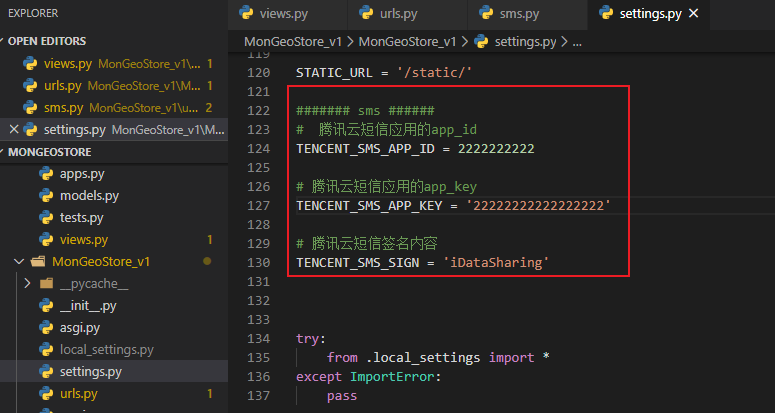 EXPLORER
OPEN EDITORS
views.py MonGeoStore_v1\... 1
urls.py MonGeoStore_v1\M... 1
sms.py MonGeoStore_v1\u... 2
settings.py MonGeoStore_v1\M...
MONGEOSTORE
apps.py
models.py
tests.py
views.py 1
MonGeoStore_v1
__pycache__
__init__.py
asgi.py
local_settings.py
settings.py
urls.py 1
views.py
urls.py
sms.py
settings.py
MonGeoStore_v1 > MonGeoStore_v1 > settings.py > ...
119
120 STATIC_URL = '/static/'
121
122 ####### sms ######
123 #  腾讯云短信应用的app_id
124 TENCENT_SMS_APP_ID = 2222222222
125
126 # 腾讯云短信应用的app_key
127 TENCENT_SMS_APP_KEY = '22222222222222222'
128
129 # 腾讯云短信签名内容
130 TENCENT_SMS_SIGN = 'iDataSharing'
131
132
133
134 try:
135     from .local_settings import *
136 except ImportError:
137     pass